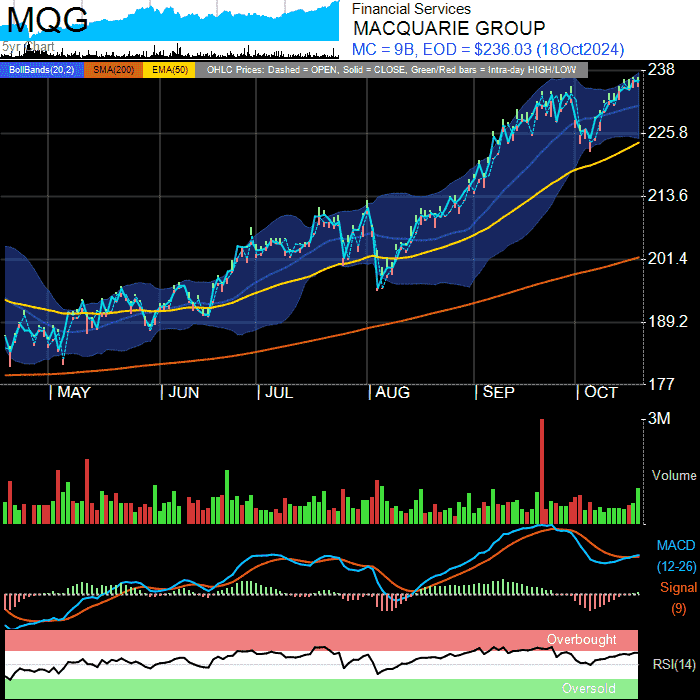 MQG
5yr Chart
Financial Services
MACQUARIE GROUP
MC = 9B, EOD = $236.03 (18Oct2024)
BollBands(20,2) SMA(200) EMA(50) OHLC Prices: Dashed = OPEN, Solid = CLOSE, Green/Red bars = Intra-day HIGH/LOW
238
225.8
213.6
201.4
189.2
177
| MAY | JUN | JUL | AUG | SEP | OCT
3M
Volume
MACD
(12-26)
Signal
(9)
Overbought
RSI(14)
Oversold